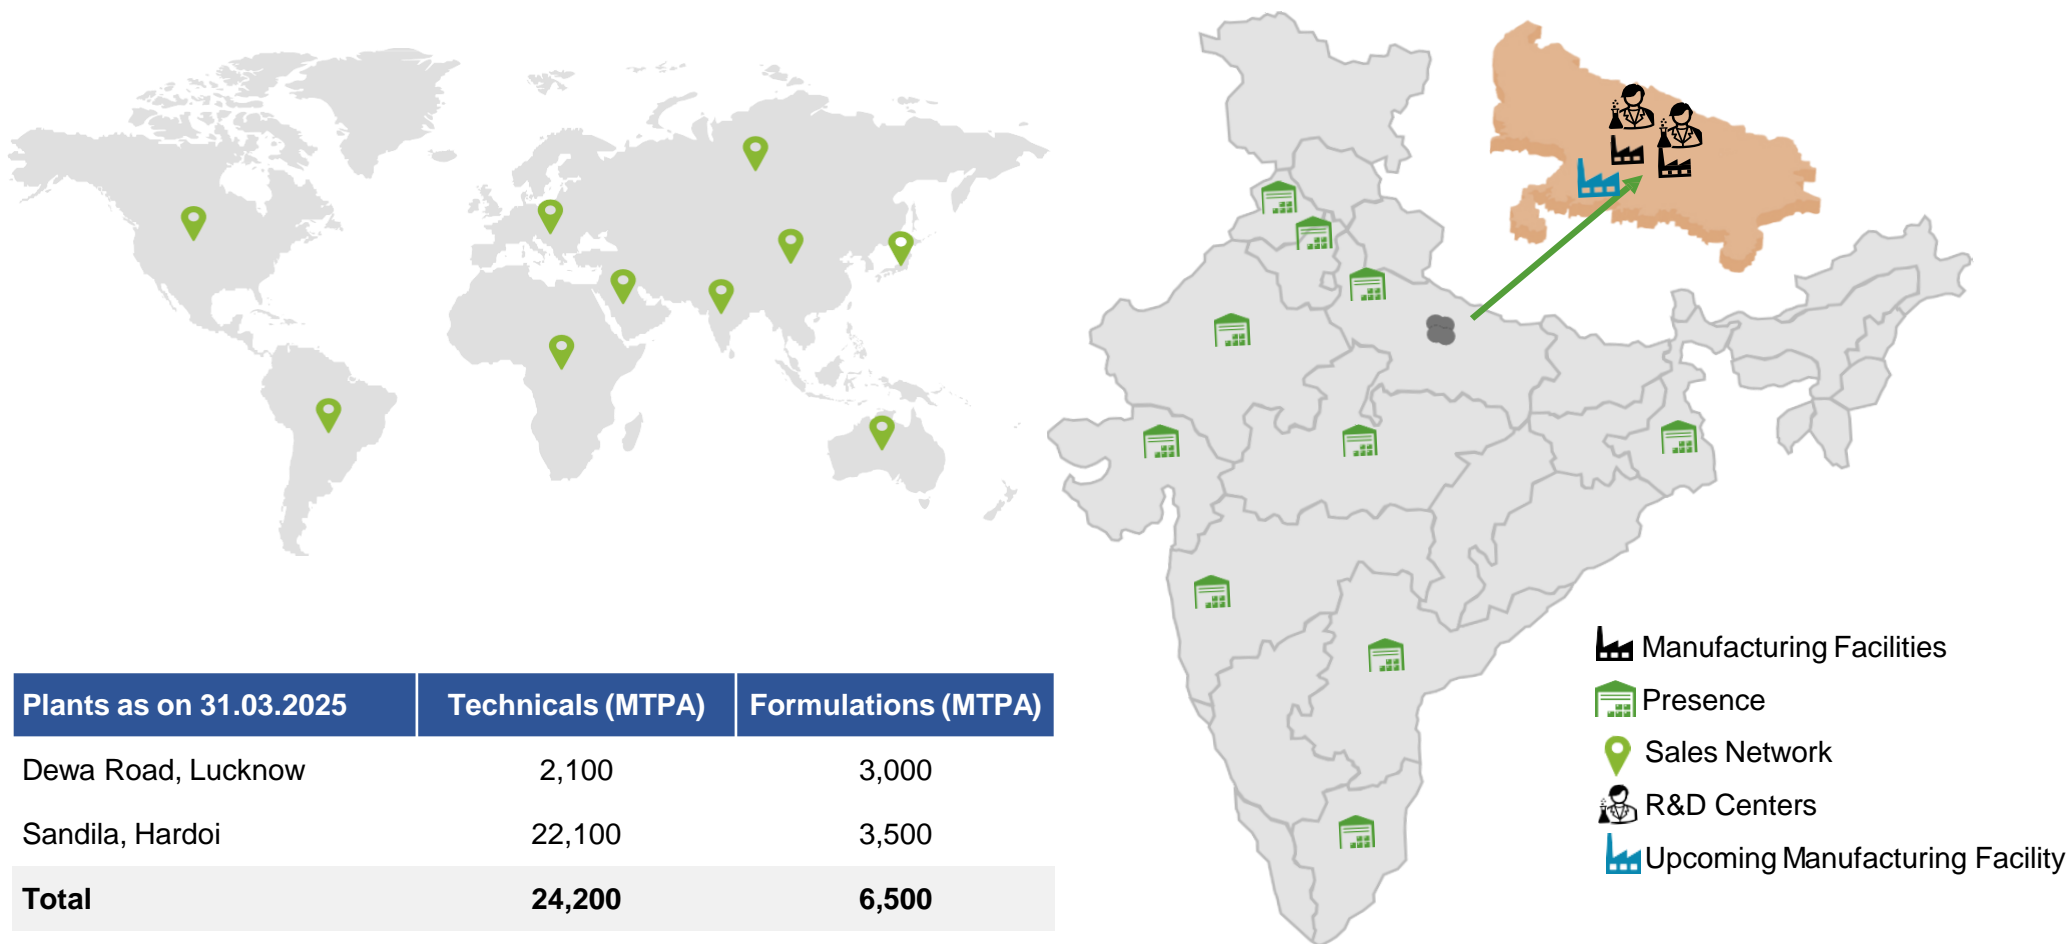 Plants as on 31.03.2025 Technicals (MTPA) Formulations (MTPA)
Dewa Road, Lucknow 2,100 3,000
Sandila, Hardoi 22,100 3,500
Total 24,200 6,500
Manufacturing Facilities
Presence
Sales Network
R&D Centers
Upcoming Manufacturing Facility